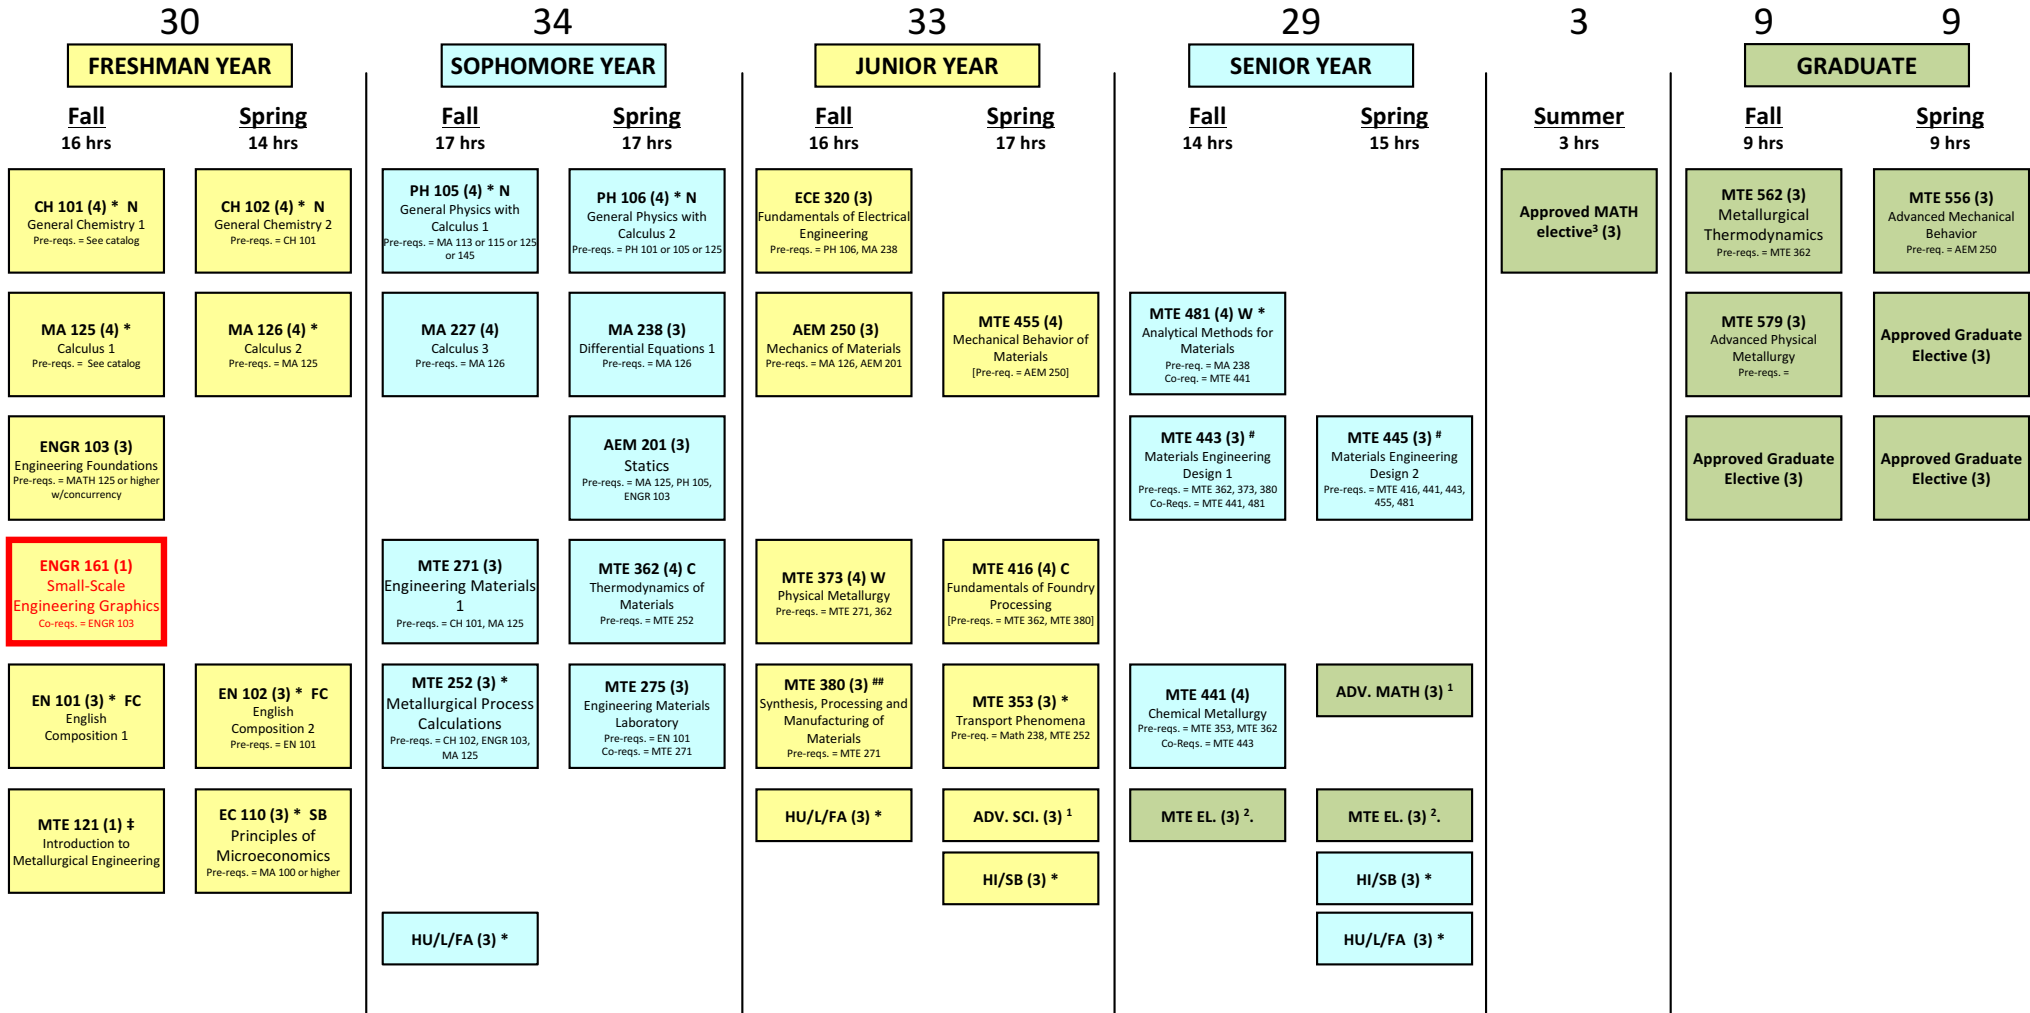 30
34
33
29
3
9
9
FRESHMAN YEAR
SOPHOMORE YEAR
JUNIOR YEAR
SENIOR YEAR
GRADUATE
Fall
16 hrs
Spring
14 hrs
Fall
17 hrs
Spring
17 hrs
Fall
16 hrs
Spring
17 hrs
Fall
14 hrs
Spring
15 hrs
Summer
3 hrs
Fall
9 hrs
Spring
9 hrs
CH 101 (4) * N
General Chemistry 1
Pre-reqs. = See catalog
CH 102 (4) * N
General Chemistry 2
Pre-reqs. = CH 101
PH 105 (4) * N
General Physics with
Calculus 1
Pre-reqs. = MA 113 or 115 or 125
or 145
PH 106 (4) * N
General Physics with
Calculus 2
Pre-reqs. = PH 101 or 105 or 125
ECE 320 (3)
Fundamentals of Electrical
Engineering
Pre-reqs. = PH 106, MA 238
Approved MATH
elective³ (3)
MTE 562 (3)
Metallurgical
Thermodynamics
Pre-reqs. = MTE 362
MTE 556 (3)
Advanced Mechanical
Behavior
Pre-reqs. = AEM 250
MA 125 (4) *
Calculus 1
Pre-reqs. = See catalog
MA 126 (4) *
Calculus 2
Pre-reqs. = MA 125
MA 227 (4)
Calculus 3
Pre-reqs. = MA 126
MA 238 (3)
Differential Equations 1
Pre-reqs. = MA 126
AEM 250 (3)
Mechanics of Materials
Pre-reqs. = MA 126, AEM 201
MTE 455 (4)
Mechanical Behavior of
Materials
[Pre-req. = AEM 250]
MTE 481 (4) W *
Analytical Methods for
Materials
Pre-req. = MA 238
Co-req. = MTE 441
MTE 579 (3)
Advanced Physical
Metallurgy
Pre-reqs. =
Approved Graduate
Elective (3)
ENGR 103 (3)
Engineering Foundations
Pre-reqs. = MATH 125 or higher
w/concurrency
AEM 201 (3)
Statics
Pre-reqs. = MA 125, PH 105,
ENGR 103
MTE 443 (3) #
Materials Engineering
Design 1
Pre-reqs. = MTE 362, 373, 380
Co-Reqs. = MTE 441, 481
MTE 445 (3) #
Materials Engineering
Design 2
Pre-reqs. = MTE 416, 441, 443,
455, 481
Approved Graduate
Elective (3)
Approved Graduate
Elective (3)
ENGR 161 (1)
Small-Scale
Engineering Graphics
Co-reqs. = ENGR 103
MTE 271 (3)
Engineering Materials
1
Pre-reqs. = CH 101, MA 125
MTE 362 (4) C
Thermodynamics of
Materials
Pre-reqs. = MTE 252
MTE 373 (4) W
Physical Metallurgy
Pre-reqs. = MTE 271, 362
MTE 416 (4) C
Fundamentals of Foundry
Processing
[Pre-reqs. = MTE 362, MTE 380]
EN 101 (3) * FC
English
Composition 1
EN 102 (3) * FC
English
Composition 2
Pre-reqs. = EN 101
MTE 252 (3) *
Metallurgical Process
Calculations
Pre-reqs. = CH 102, ENGR 103,
MA 125
MTE 275 (3)
Engineering Materials
Laboratory
Pre-reqs. = EN 101
Co-reqs. = MTE 271
MTE 380 (3) ##
Synthesis, Processing and
Manufacturing of
Materials
Pre-reqs. = MTE 271
MTE 353 (3) *
Transport Phenomena
Pre-req. = Math 238, MTE 252
MTE 441 (4)
Chemical Metallurgy
Pre-reqs. = MTE 353, MTE 362
Co-Reqs. = MTE 443
ADV. MATH (3) ¹
MTE 121 (1) ‡
Introduction to
Metallurgical Engineering
EC 110 (3) * SB
Principles of
Microeconomics
Pre-reqs. = MA 100 or higher
HU/L/FA (3) *
ADV. SCI. (3) ¹
MTE EL. (3) ².
MTE EL. (3) ².
HI/SB (3) *
HI/SB (3) *
HU/L/FA (3) *
HU/L/FA (3) *